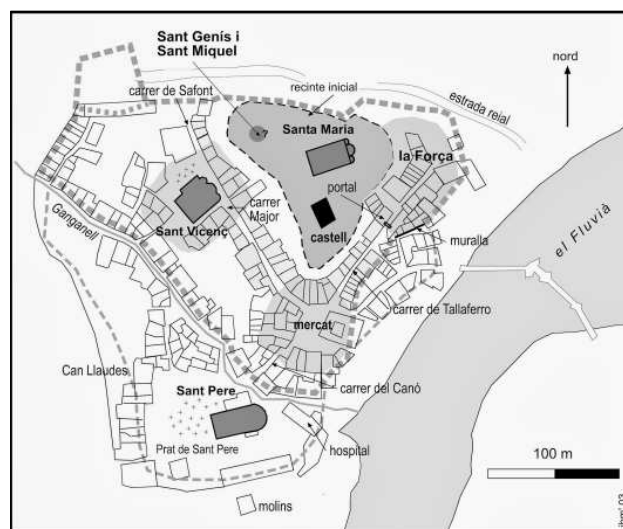 Sant Genís i
Sant Miquel
nord
carrer de Safont
recinte inicial
estrada reial
Santa Maria
la Força
portal
carrer
Major
Ganganell
Sant Vicenç
castell
muralla
el Fluvià
carrer de Tallaferro
mercat
Can Llaudes
Sant Pere
carrer del Canó
Prat de Sant Pere
hospital
100 m
molins